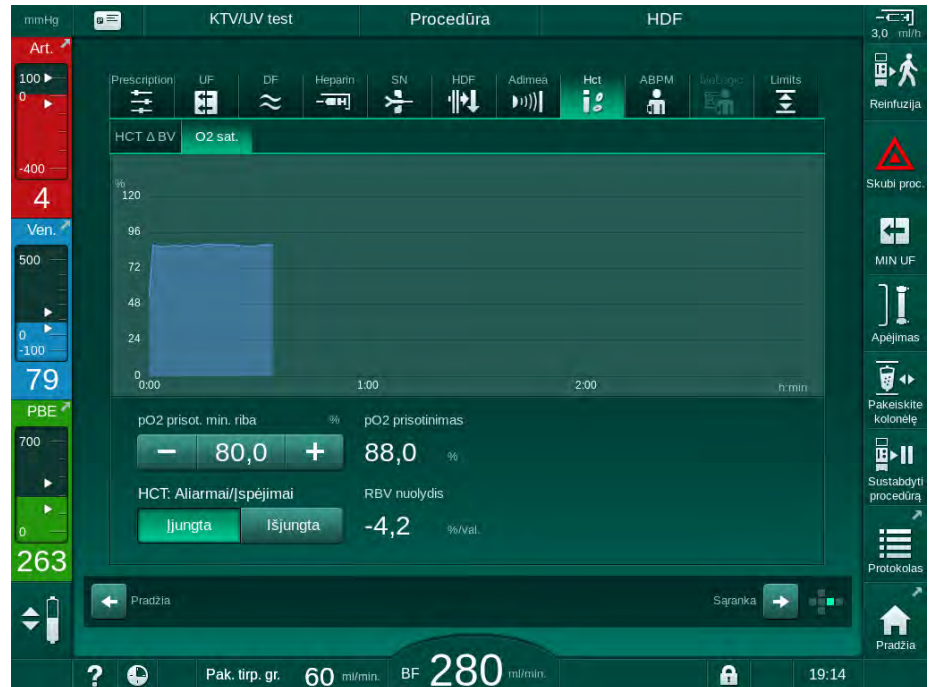 mmHg
KTV/UV test
Procedūra
HDF
3,0 ml/h
Art.
100
0
-400
4
Ven.
500
0
-100
79
PBE
700
0
263
Prescription
UF
DF
Heparin
SN
HDF
Adimea
Hct
ABPM
bioLogic
Limits
HCT Δ BV
O2 sat.
%
120
96
72
48
24
0
0:00
1:00
2:00
h:min
pO2 prisot. min. riba %
pO2 prisotinimas
80,0
88,0 %
HCT: Aliarmai/Įspėjimai
RBV nuolydis
Įjungta
Išjungta
-4,2 %/val.
Pradžia
Sąranka
Reinfuzija
Skubi proc.
MIN UF
Apėjimas
Pakeiskite
kolonėlę
Sustabdyti
procedūrą
Protokolas
Pradžia
?
Pak. tirp. gr. 60 ml/min.
BF 280 ml/min.
19:14